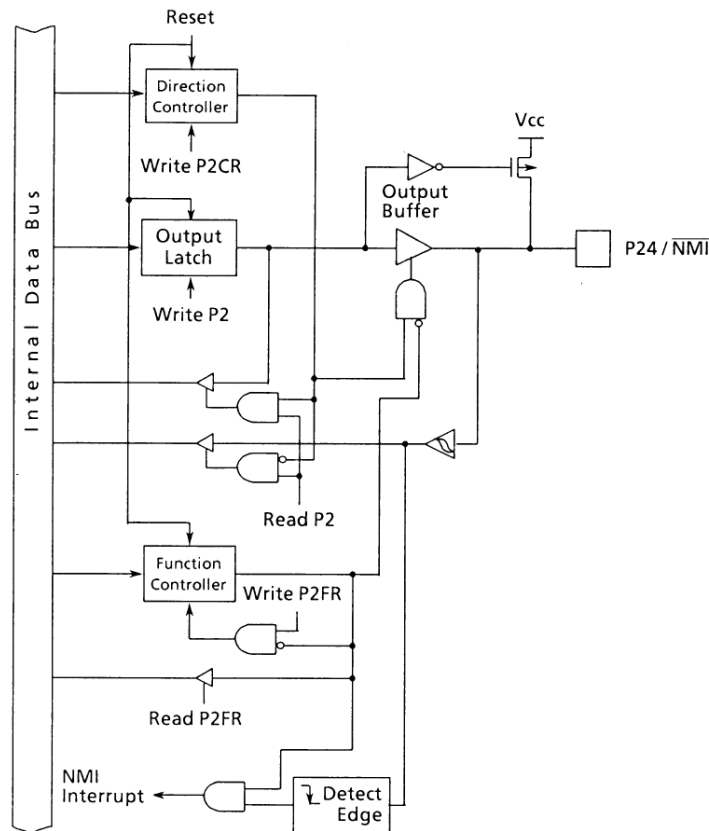 Reset
Direction
Controller
Write P2CR
Vcc
Output
Buffer
Output
Latch
P24 / NMI
Write P2
Internal Data Bus
Read P2
Function
Controller
Write P2FR
Read P2FR
NMI
Interrupt
Detect
Edge